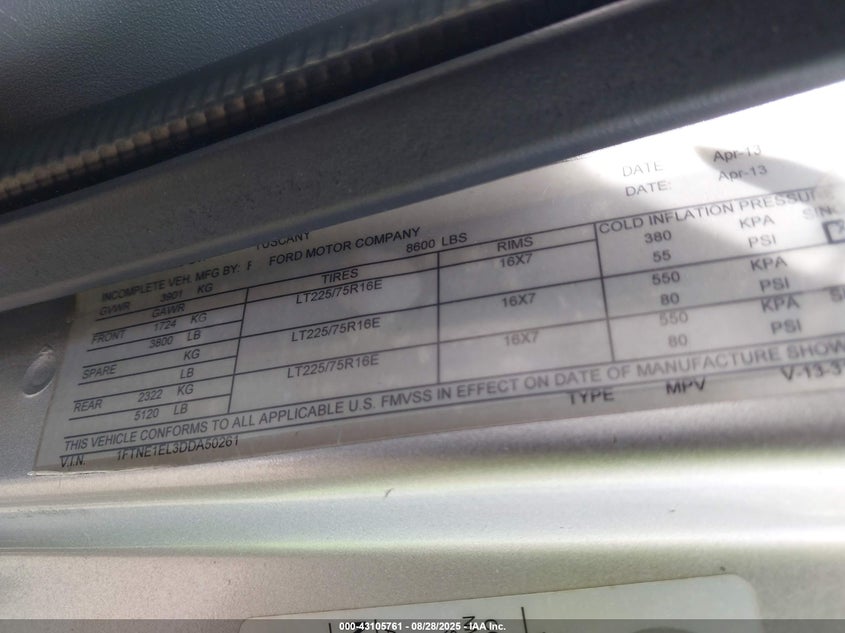 DATE Apr-13
DATE: Apr-13
TUSCANY
INCOMPLETE VEH. MFG BY: F FORD MOTOR COMPANY
GVWR 3901 KG 8600 LBS
GAWR TIRES RIMS COLD INFLATION PRESSU
FRONT 1724 KG LT225/75R16E 16X7 380 KPA
3800 LB 55 PSI
SPARE KG LT225/75R16E 16X7 550 KPA
LB 80 PSI
REAR 2322 KG LT225/75R16E 16X7 550 KPA
5120 LB 80 PSI
THIS VEHICLE CONFORMS TO ALL APPLICABLE U.S. FMVSS IN EFFECT ON DATE OF MANUFACTURE SHOW
V.I.N. 1FTNE1EL3DDA50261 TYPE MPV V-13-3
000-43105761 - 08/28/2025 - IAA Inc.